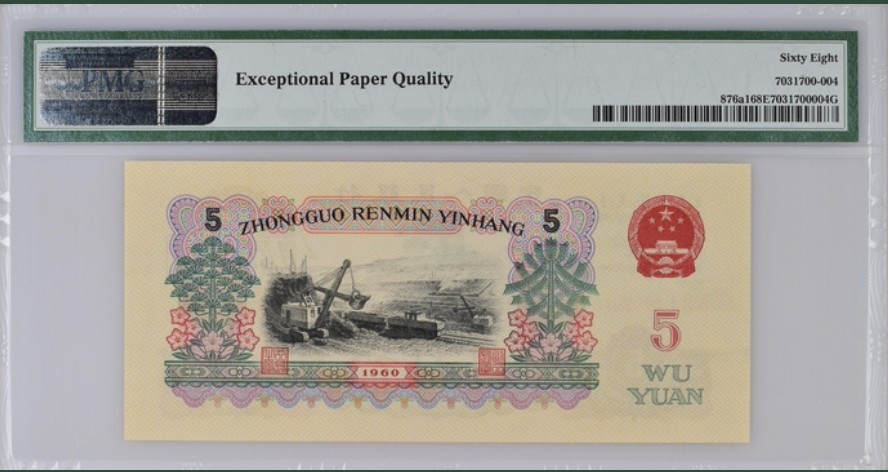 PMG
Exceptional Paper Quality
Sixty Eight
7031700-004
876a168E7031700004G
5 ZHONGGUO RENMIN YINHANG 5
1960
5
WU
YUAN